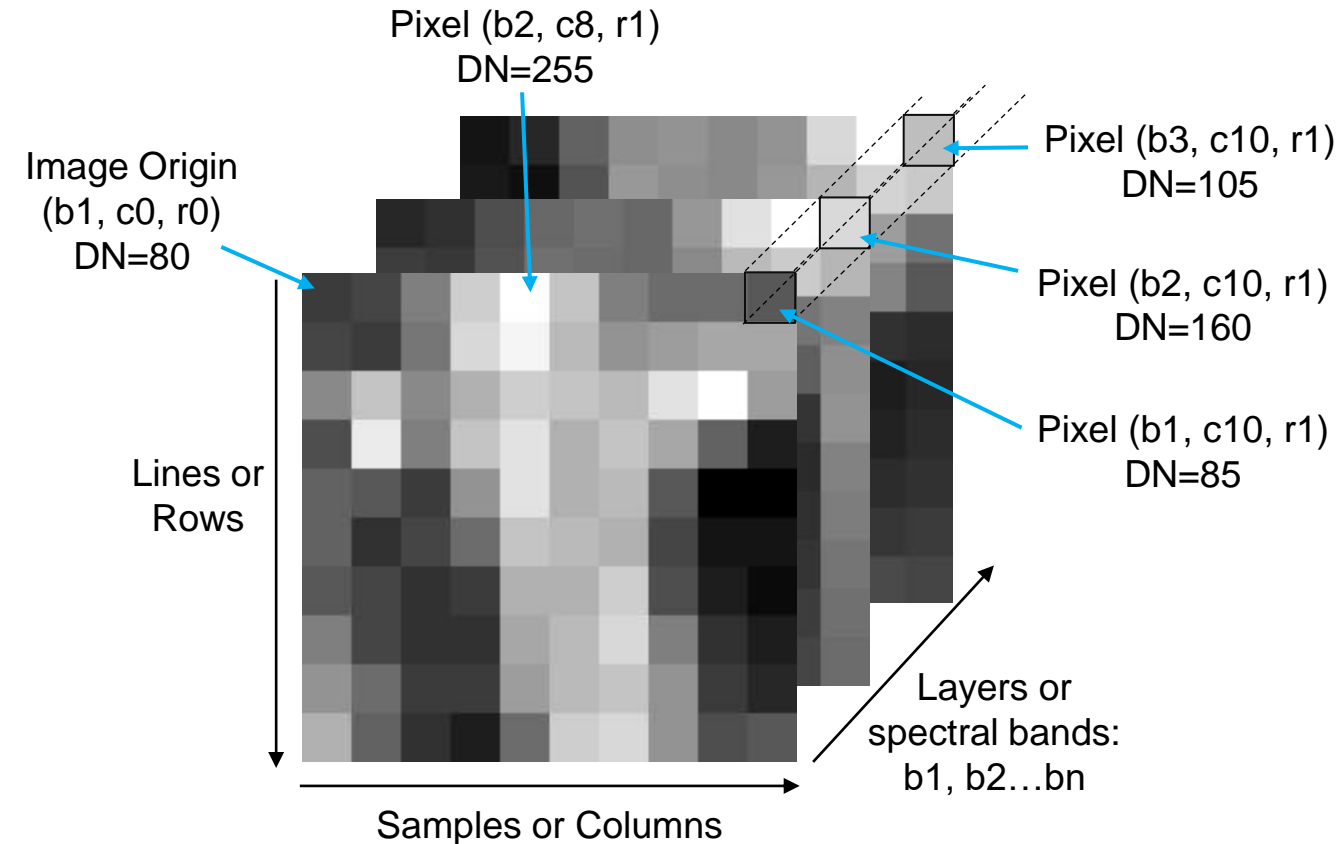 Pixel (b2, c8, r1)
DN=255
Image Origin
(b1, c0, r0)
DN=80
Pixel (b3, c10, r1)
DN=105
Pixel (b2, c10, r1)
DN=160
Pixel (b1, c10, r1)
DN=85
Lines or
Rows
Layers or
spectral bands:
b1, b2…bn
Samples or Columns